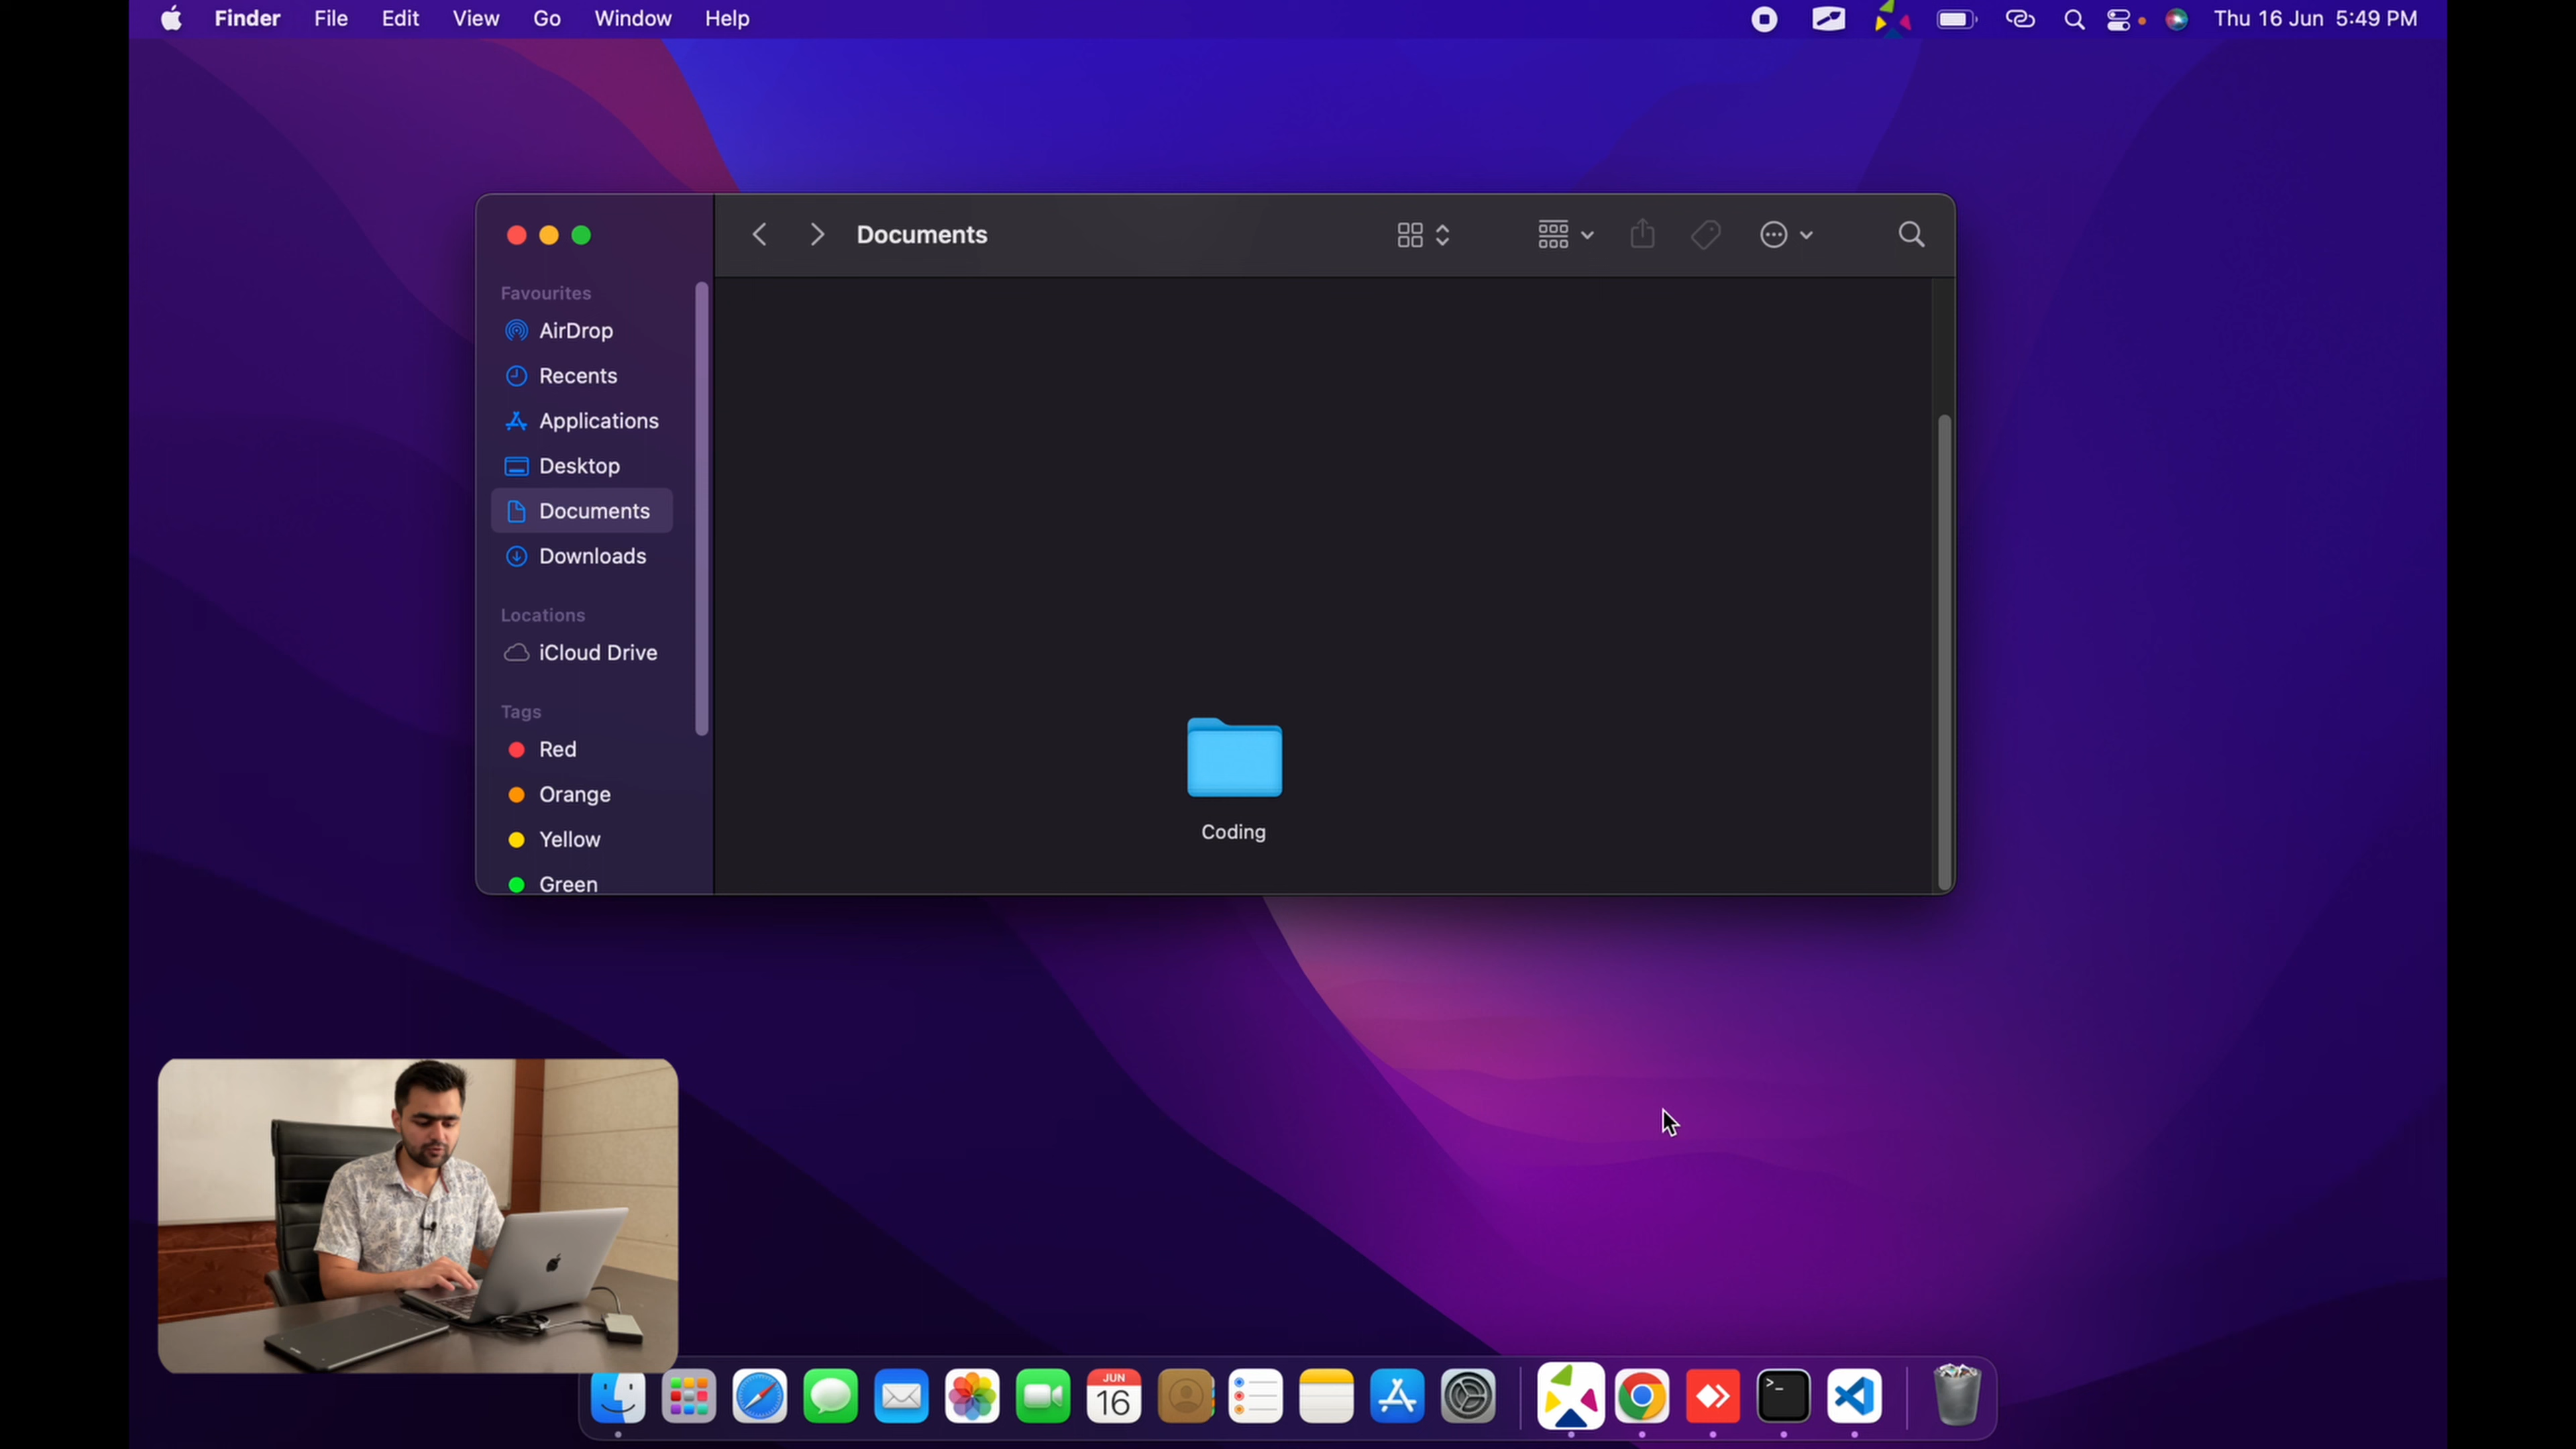 Finder File Edit View Go Window Help Thu 16 Jun 5:49 PM
Documents
Favourites
AirDrop
Recents
Applications
Desktop
Documents
Downloads
Locations
iCloud Drive
Tags
Red
Orange
Yellow
Green
Coding
JUN
16
>_